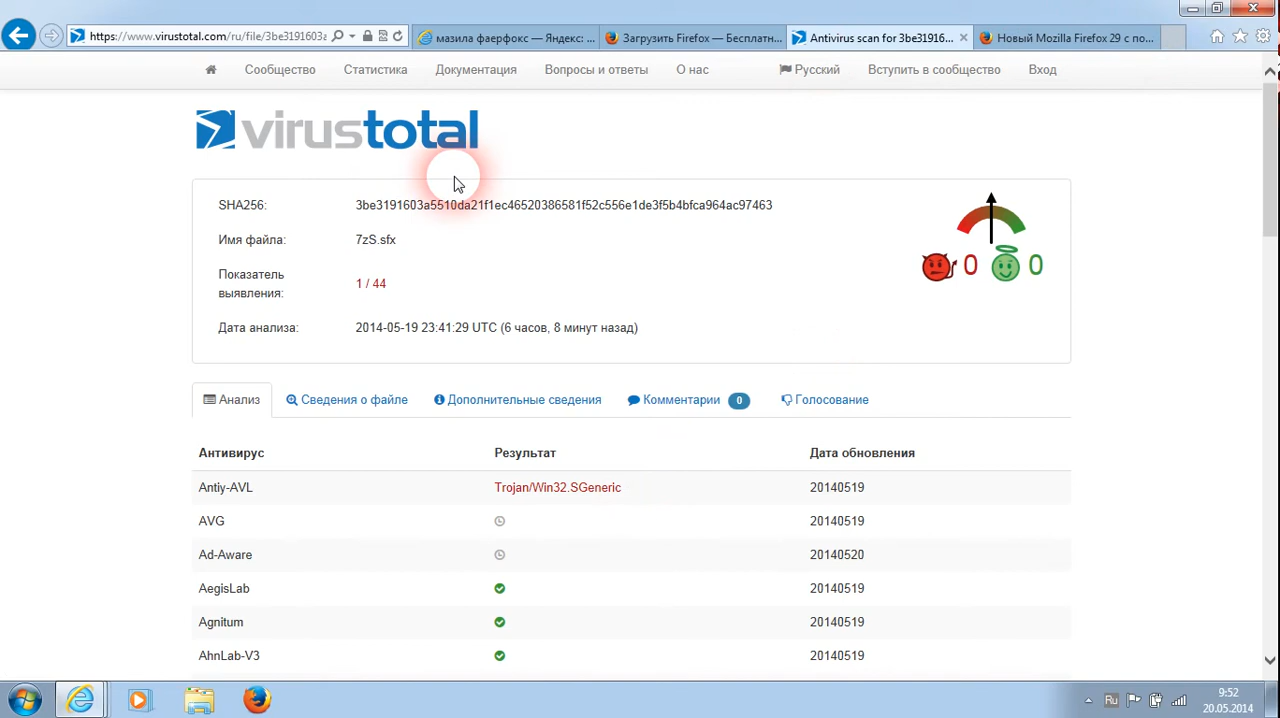 https://www.virustotal.com/ru/file/3be3191603a
мазила фаерфокс — Яндекс: ...
Загрузить Firefox — Бесплатн...
Antivirus scan for 3be31916...
Новый Mozilla Firefox 29 с по...
Сообщество
Статистика
Документация
Вопросы и ответы
О нас
Русский
Вступить в сообщество
Вход
virustotal
SHA256:
3be3191603a5510da21f1ec46520386581f52c556e1de3f5b4bfca964ac97463
Имя файла:
7zS.sfx
Показатель
выявления:
1 / 44
0
0
Дата анализа:
2014-05-19 23:41:29 UTC (6 часов, 8 минут назад)
Анализ
Сведения о файле
Дополнительные сведения
Комментарии
0
Голосование
Антивирус
Результат
Дата обновления
Antiy-AVL
Trojan/Win32.SGeneric
20140519
AVG
20140519
Ad-Aware
20140520
AegisLab
20140519
Agnitum
20140519
AhnLab-V3
20140519
Ru
9:52
20.05.2014